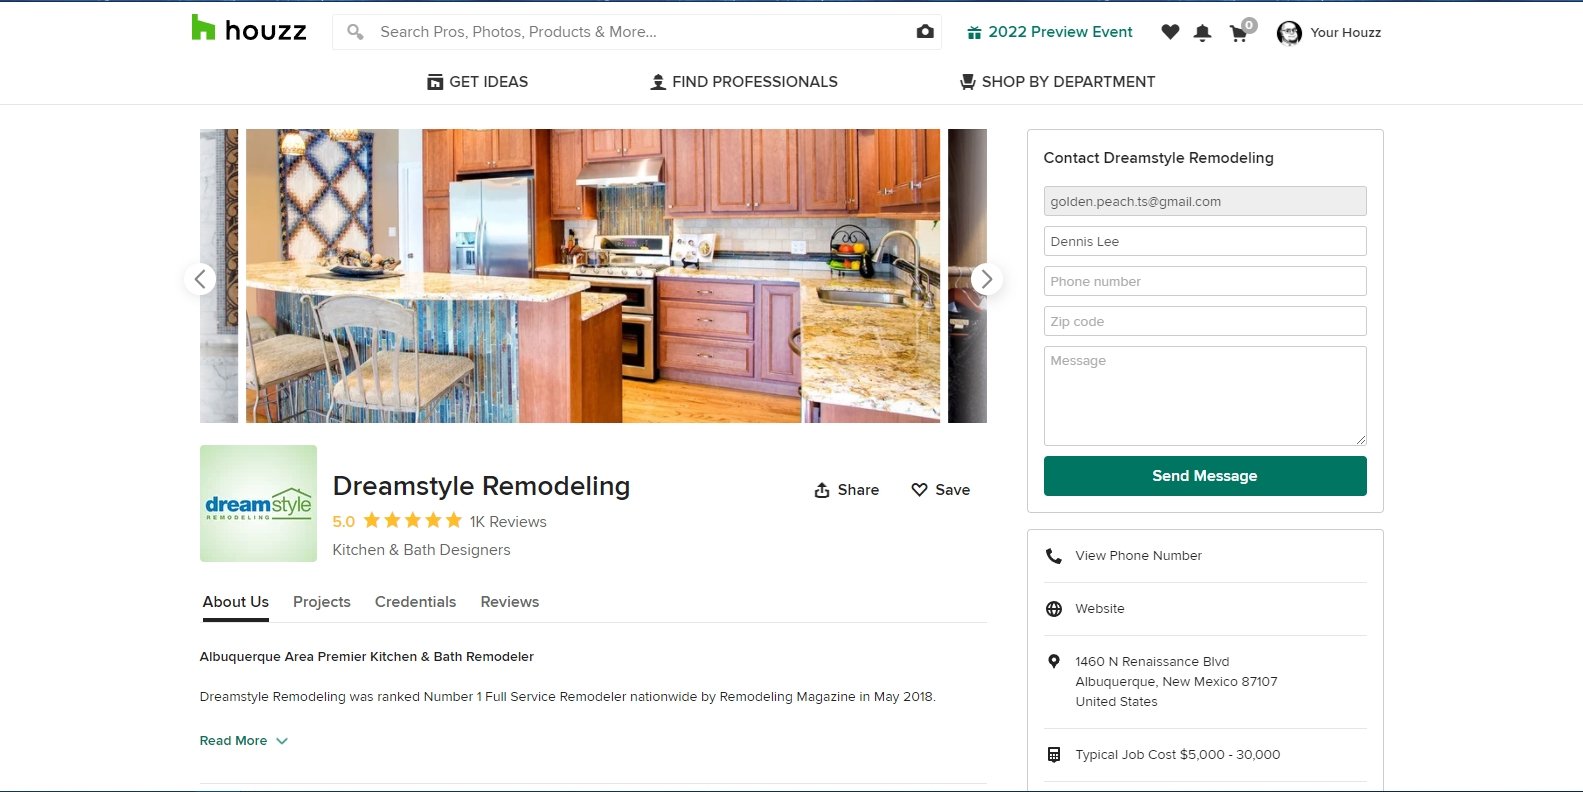 houzz
Search Pros, Photos, Products & More...
2022 Preview Event
0
Your Houzz
GET IDEAS
FIND PROFESSIONALS
SHOP BY DEPARTMENT
Contact Dreamstyle Remodeling
golden.peach.ts@gmail.com
Dennis Lee
Phone number
Zip code
Message
Send Message
dreamstyle
REMODELING
Dreamstyle Remodeling
Share
Save
5.0
1K Reviews
Kitchen & Bath Designers
About Us
Projects
Credentials
Reviews
Albuquerque Area Premier Kitchen & Bath Remodeler
Dreamstyle Remodeling was ranked Number 1 Full Service Remodeler nationwide by Remodeling Magazine in May 2018.
Read More
View Phone Number
Website
1460 N Renaissance Blvd
Albuquerque, New Mexico 87107
United States
Typical Job Cost $5,000 - 30,000